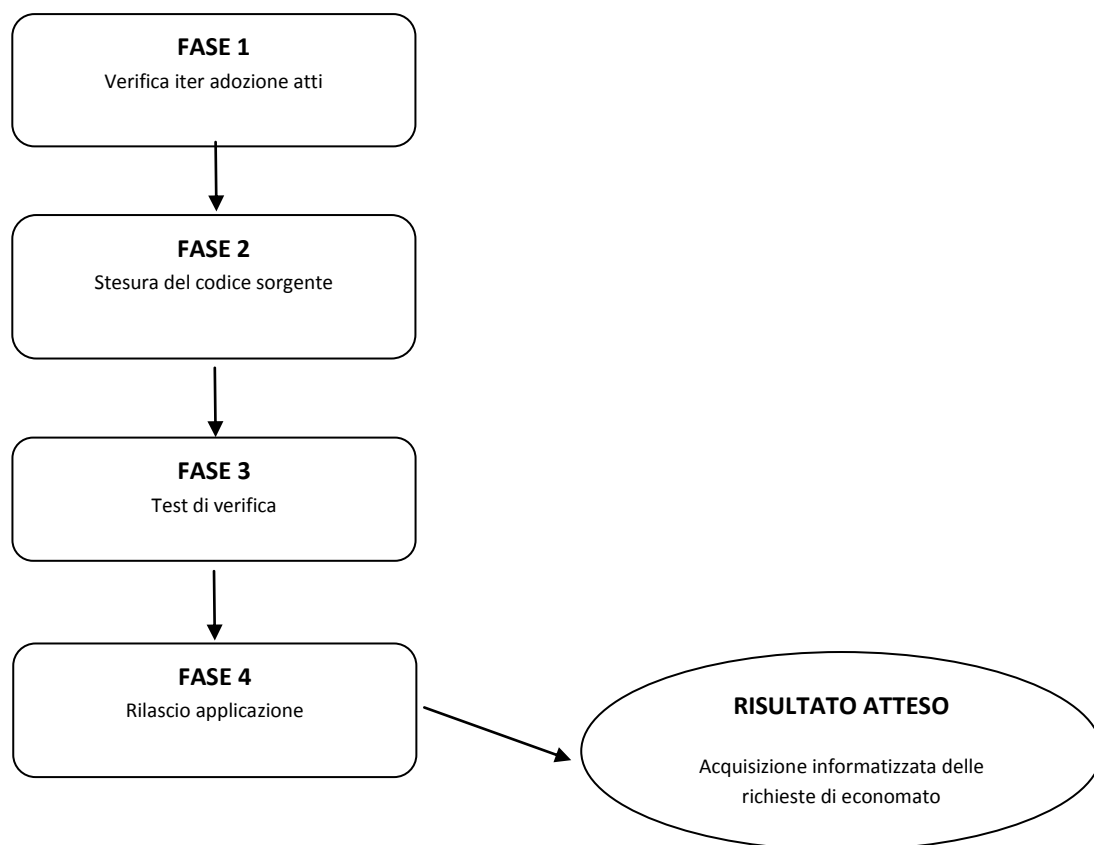 FASE 1
Verifica iter adozione atti
FASE 2
Stesura del codice sorgente
FASE 3
Test di verifica
FASE 4
Rilascio applicazione
RISULTATO ATTESO
Acquisizione informatizzata delle
richieste di economato